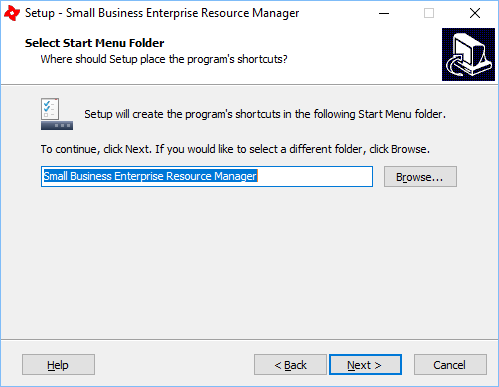 Setup - Small Business Enterprise Resource Manager
Select Start Menu Folder
Where should Setup place the program's shortcuts?
Setup will create the program's shortcuts in the following Start Menu folder.
To continue, click Next. If you would like to select a different folder, click Browse.
Small Business Enterprise Resource Manager
Browse...
Help
< Back
Next >
Cancel